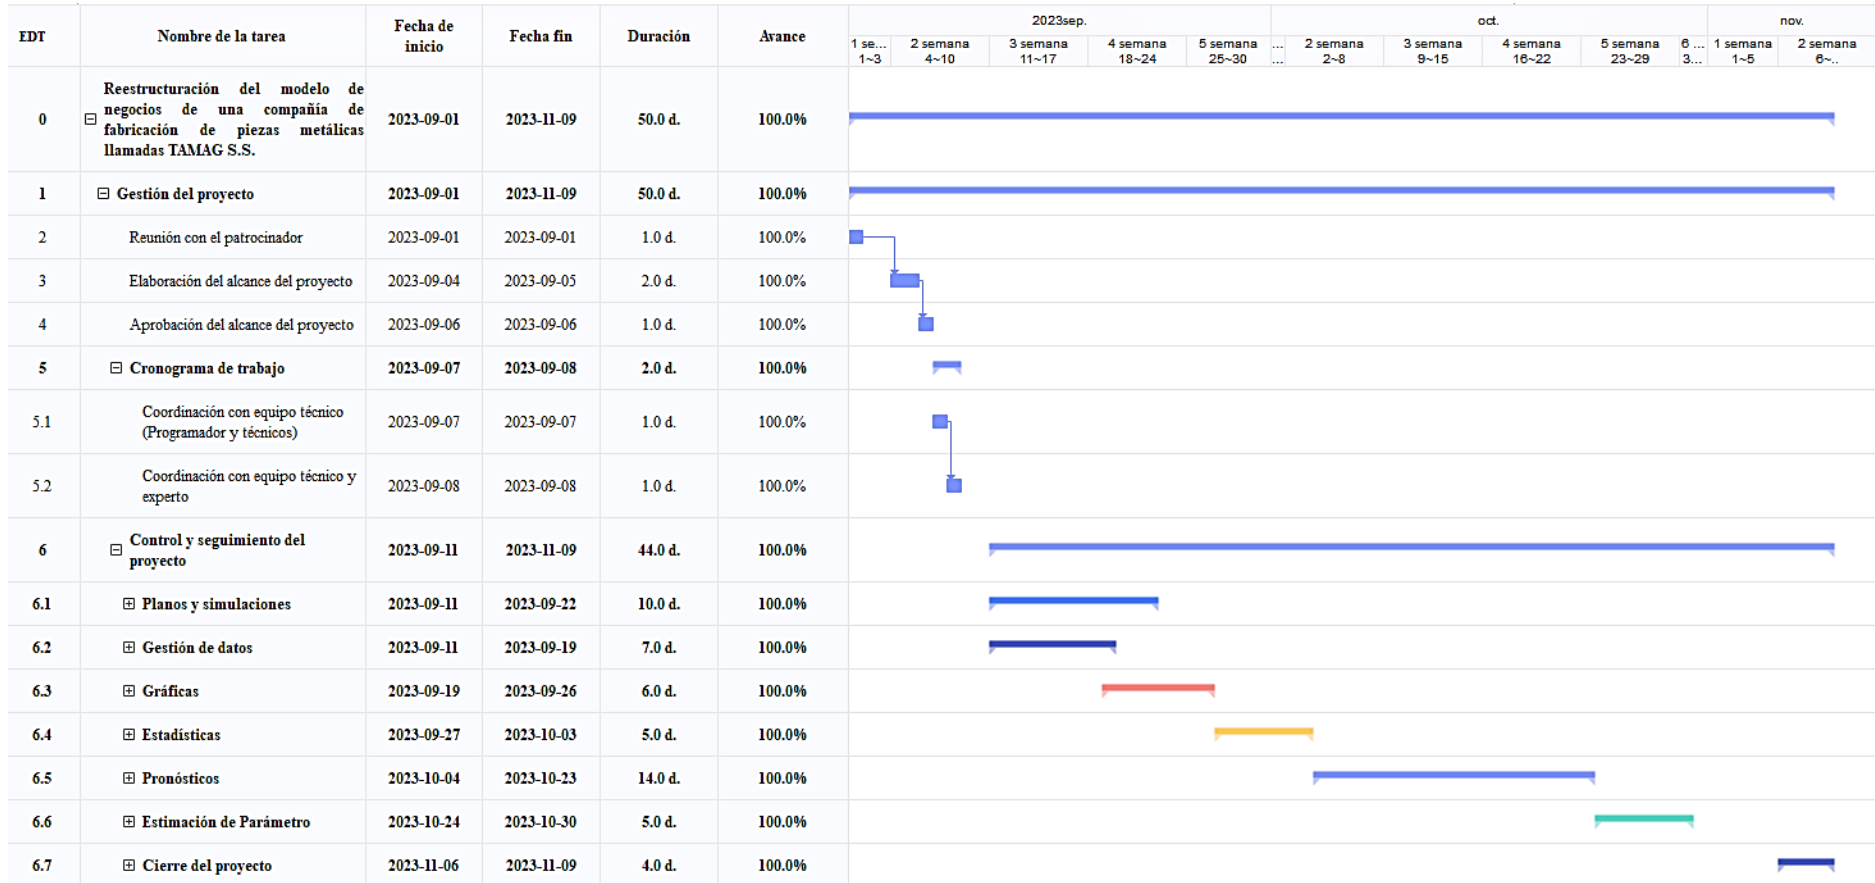 2023sep. oct. nov.
EDT Nombre de la tarea Fecha de inicio Fecha fin Duración Avance
1 se... 2 semana 3 semana 4 semana 5 semana ... 2 semana 3 semana 4 semana 5 semana 6 ... 1 semana 2 semana
1~3 4~10 11~17 18~24 25~30 ... 2~8 9~15 16~22 23~29 3... 1~5 6~..
Reestructuración del modelo de
negocios de una compañía de
0 fabricación de piezas metálicas 2023-09-01 2023-11-09 50.0 d. 100.0%
llamadas TAMAG S.S.
1 Gestión del proyecto 2023-09-01 2023-11-09 50.0 d. 100.0%
2 Reunión con el patrocinador 2023-09-01 2023-09-01 1.0 d. 100.0%
3 Elaboración del alcance del proyecto 2023-09-04 2023-09-05 2.0 d. 100.0%
4 Aprobación del alcance del proyecto 2023-09-06 2023-09-06 1.0 d. 100.0%
5 Cronograma de trabajo 2023-09-07 2023-09-08 2.0 d. 100.0%
5.1 Coordinación con equipo técnico
(Programador y técnicos) 2023-09-07 2023-09-07 1.0 d. 100.0%
5.2 Coordinación con equipo técnico y
experto 2023-09-08 2023-09-08 1.0 d. 100.0%
6 Control y seguimiento del
proyecto 2023-09-11 2023-11-09 44.0 d. 100.0%
6.1 Planos y simulaciones 2023-09-11 2023-09-22 10.0 d. 100.0%
6.2 Gestión de datos 2023-09-11 2023-09-19 7.0 d. 100.0%
6.3 Gráficas 2023-09-19 2023-09-26 6.0 d. 100.0%
6.4 Estadísticas 2023-09-27 2023-10-03 5.0 d. 100.0%
6.5 Pronósticos 2023-10-04 2023-10-23 14.0 d. 100.0%
6.6 Estimación de Parámetro 2023-10-24 2023-10-30 5.0 d. 100.0%
6.7 Cierre del proyecto 2023-11-06 2023-11-09 4.0 d. 100.0%